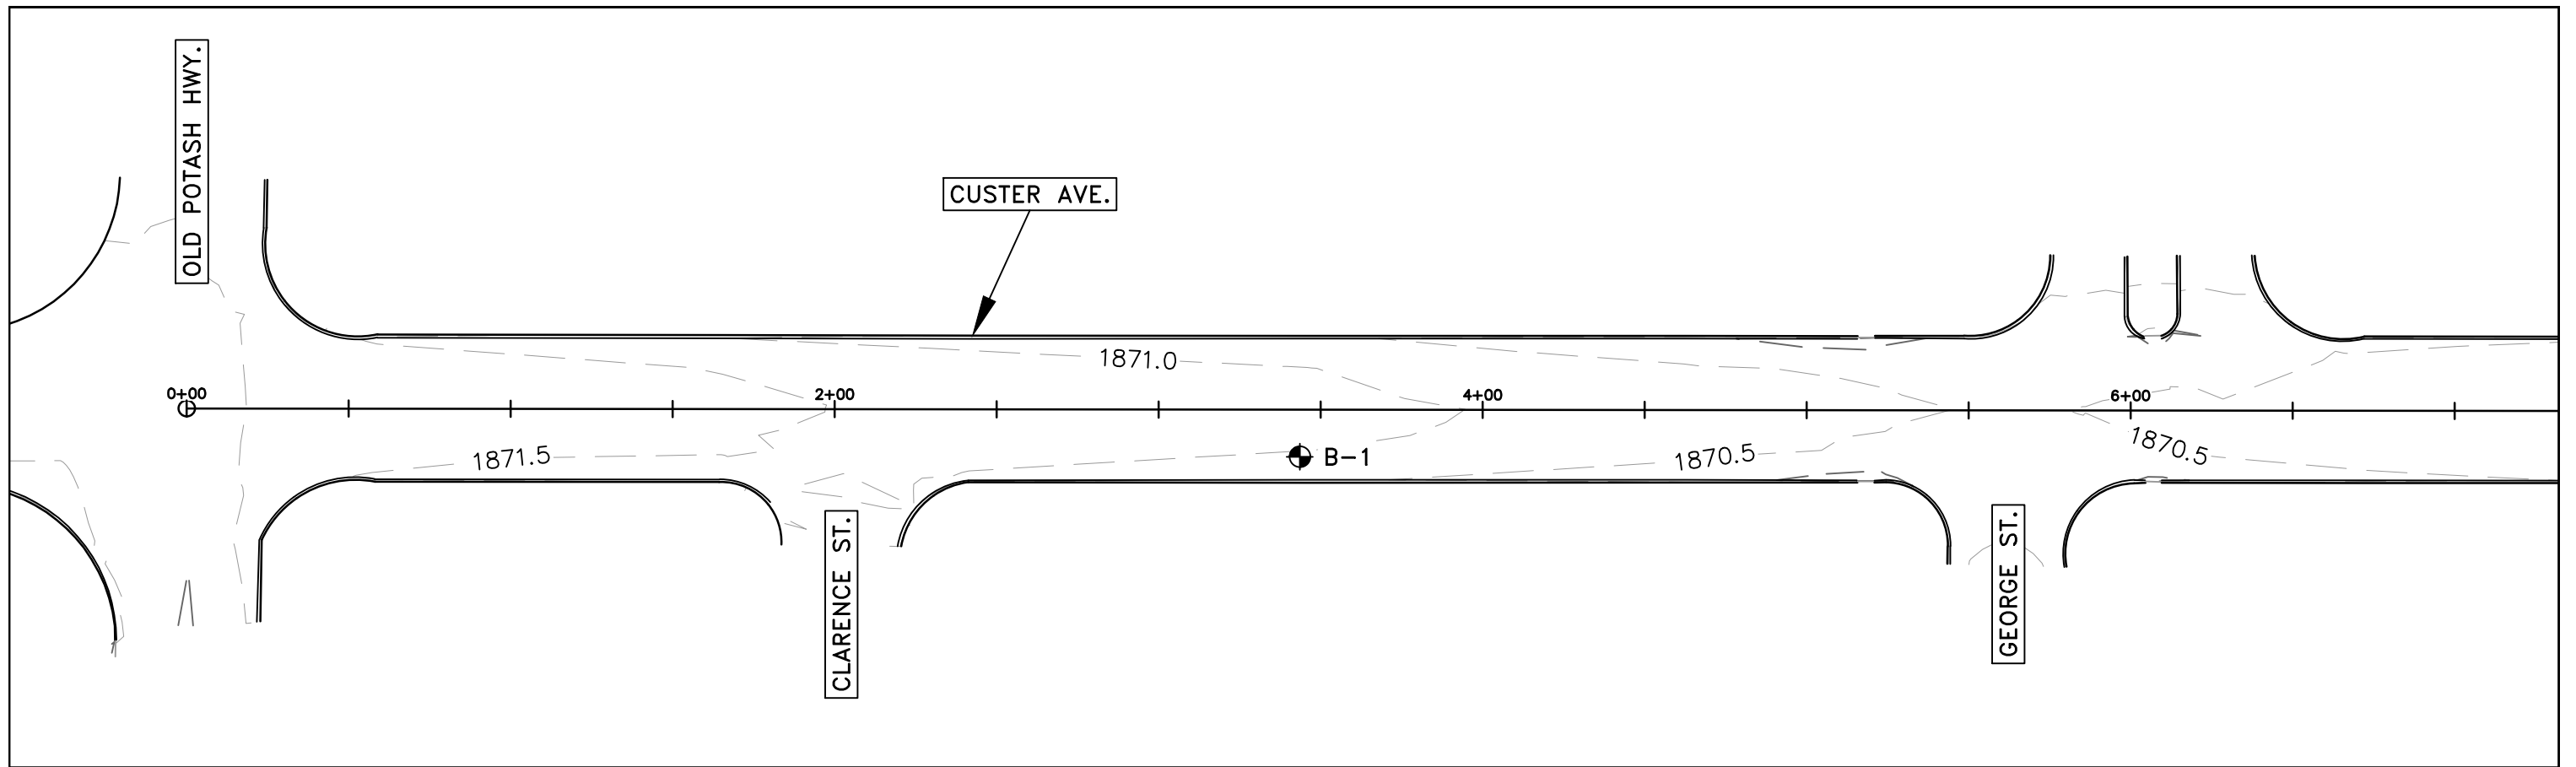 OLD POTASH HWY.
CUSTER AVE.
1871.0
0+00
2+00
4+00
6+00
1871.5
B-1
1870.5
1870.5
CLARENCE ST.
GEORGE ST.